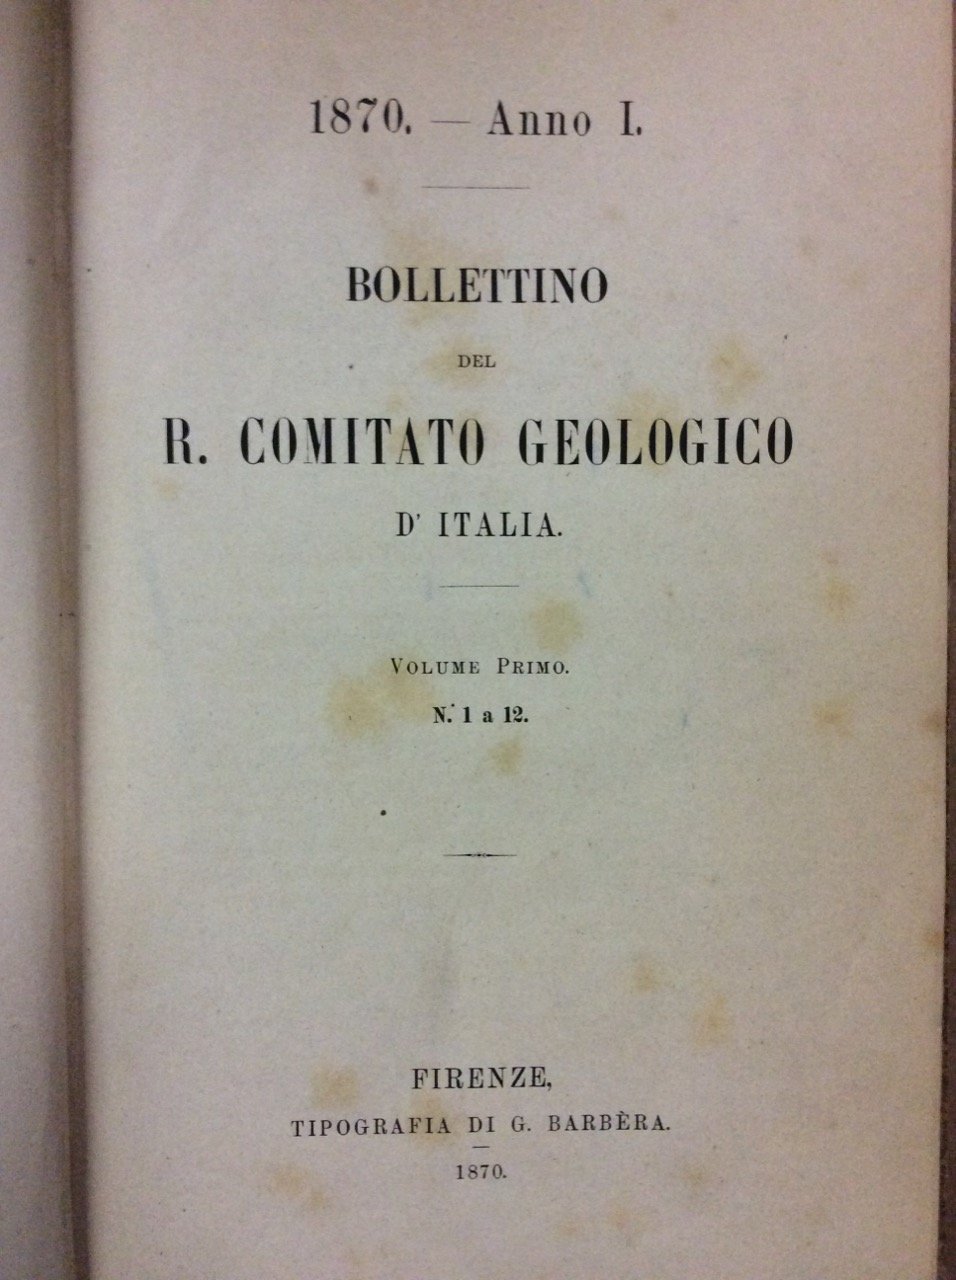 1870. — Anno I.
BOLLETTINO
DEL
R. COMITATO GEOLOGICO
D' ITALIA.
VOLUME PRIMO.
N.° 1 a 12.
FIRENZE,
TIPOGRAFIA DI G. BARBÈRA.
1870.